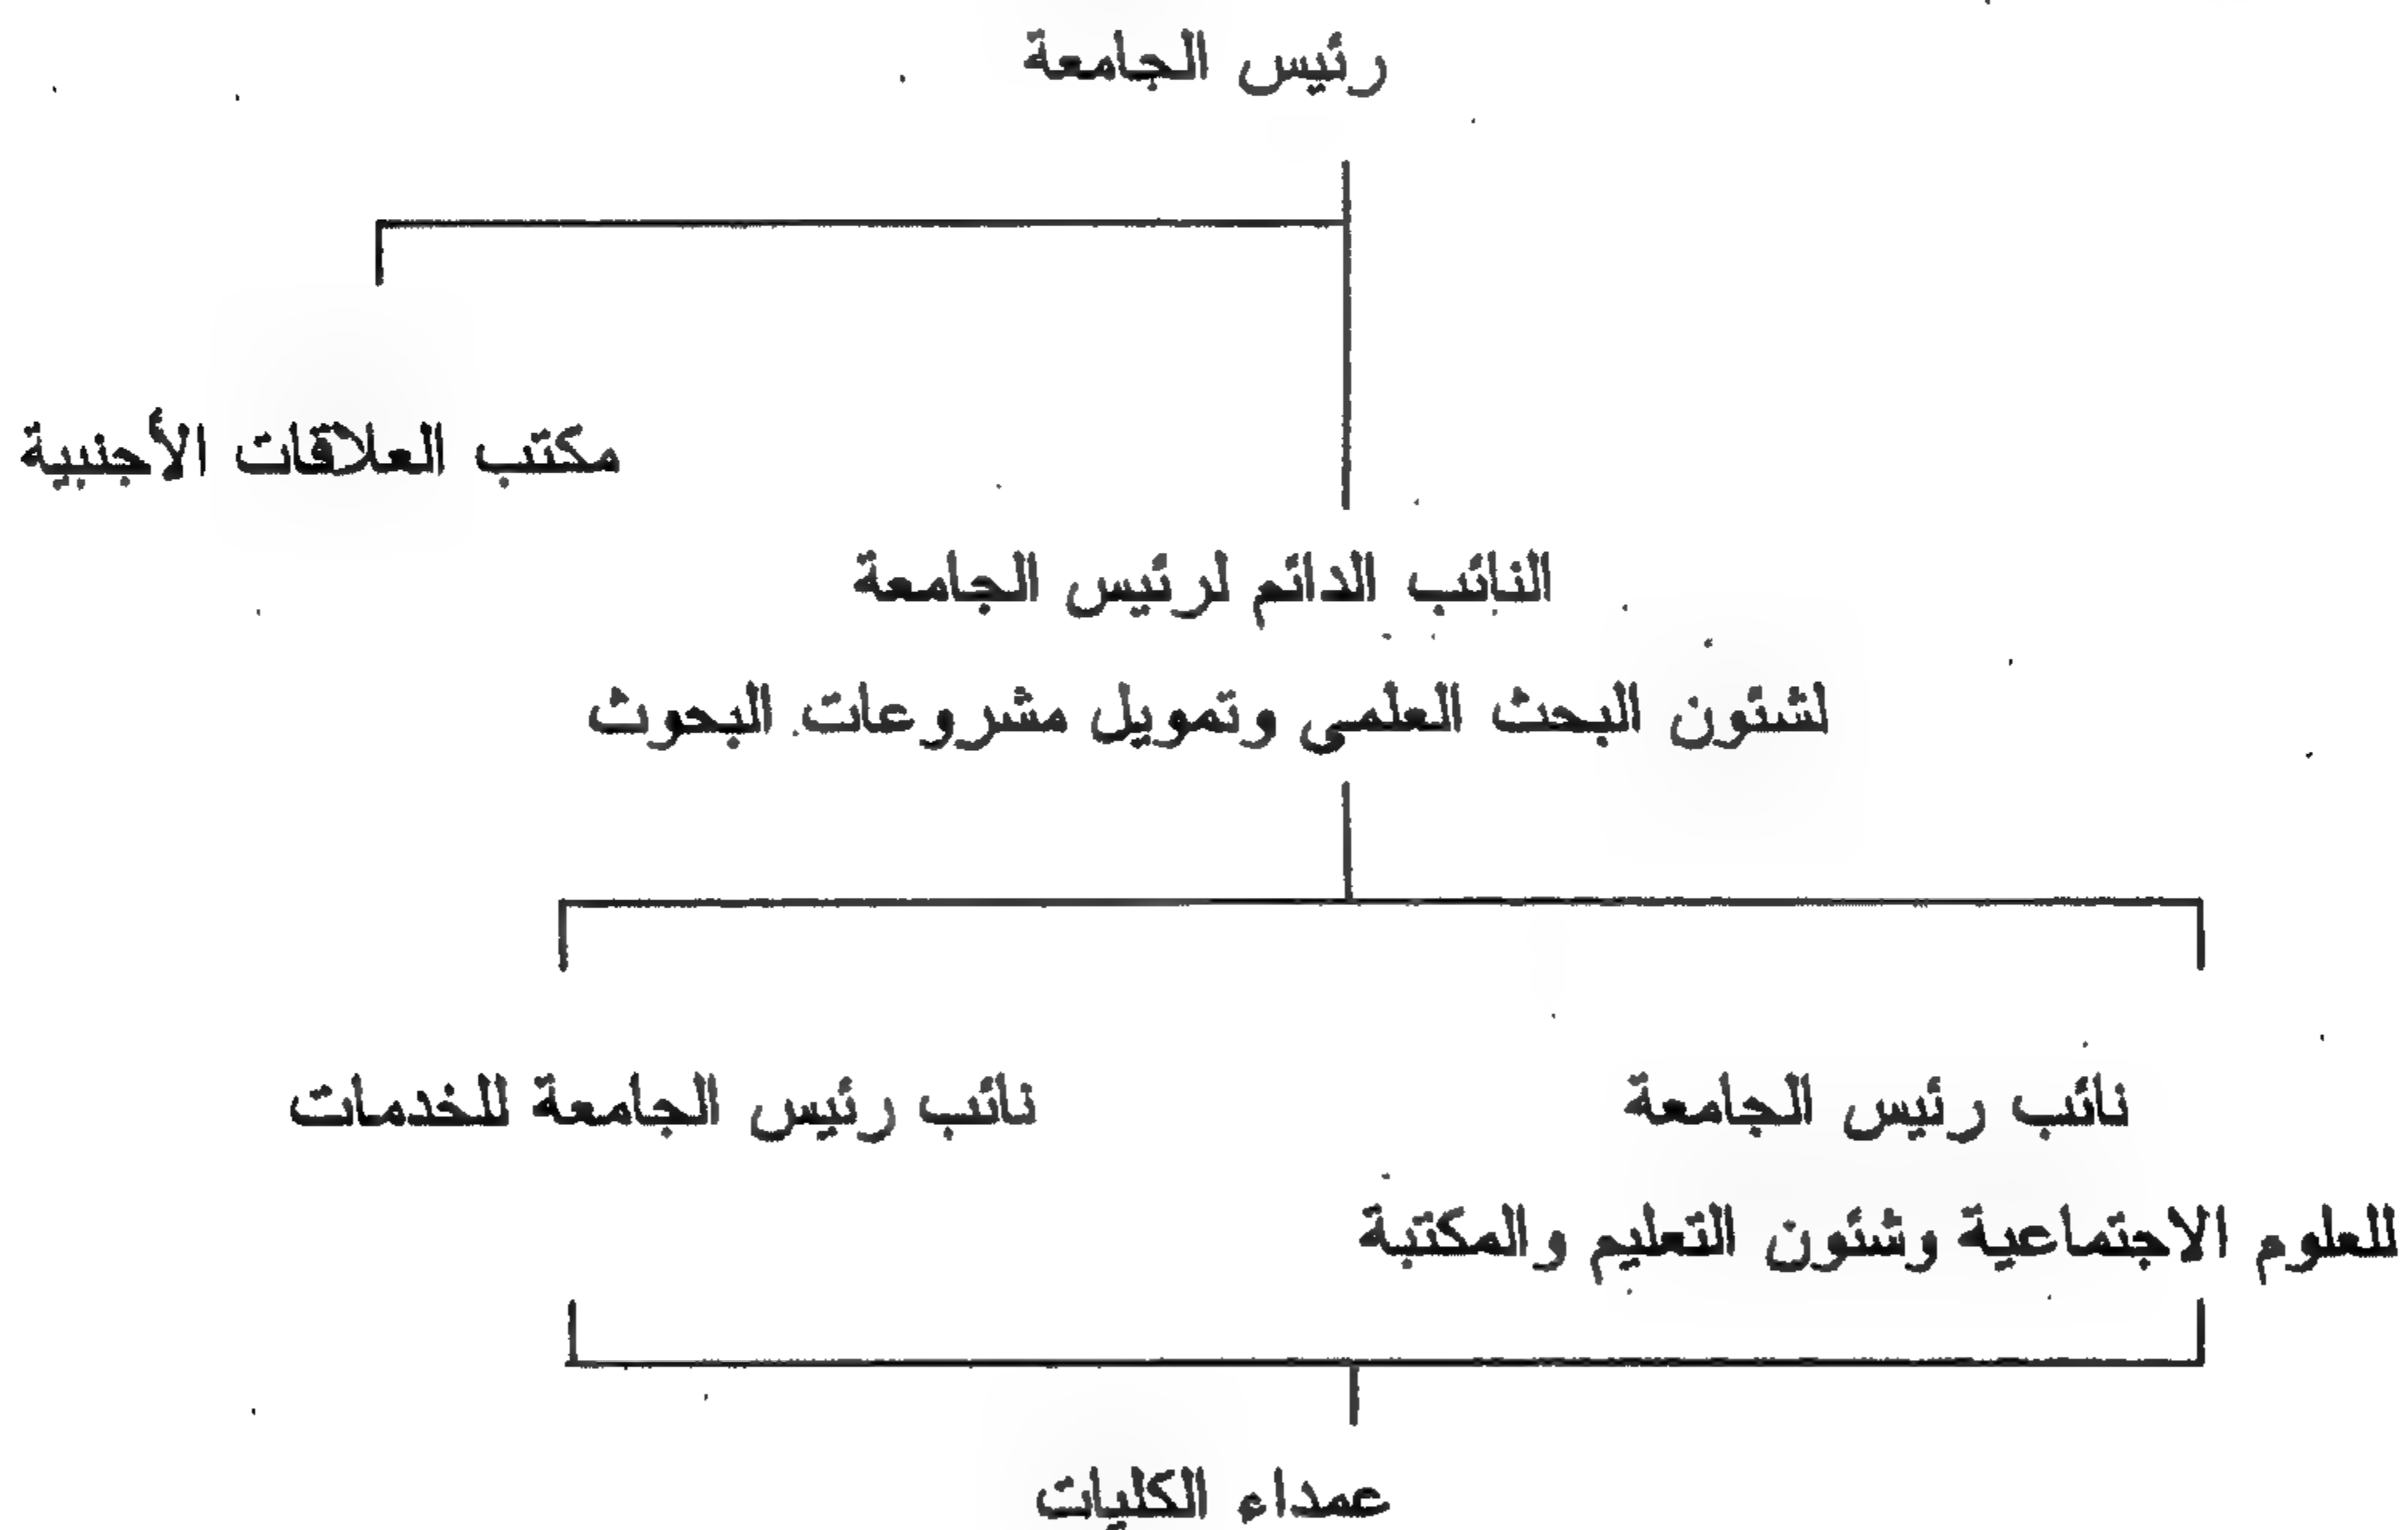 رئيس الجامعة
مكتب العلاقات الأجنبية
النائب الدائم لرئيس الجامعة
لشئون البحث العلمى وتمويل مشروعات البحوث
نائب رئيس الجامعة
للعلوم الاجتماعية وشئون التعليم والمكتبة
نائب رئيس الجامعة للخدمات
عمداء الكليات